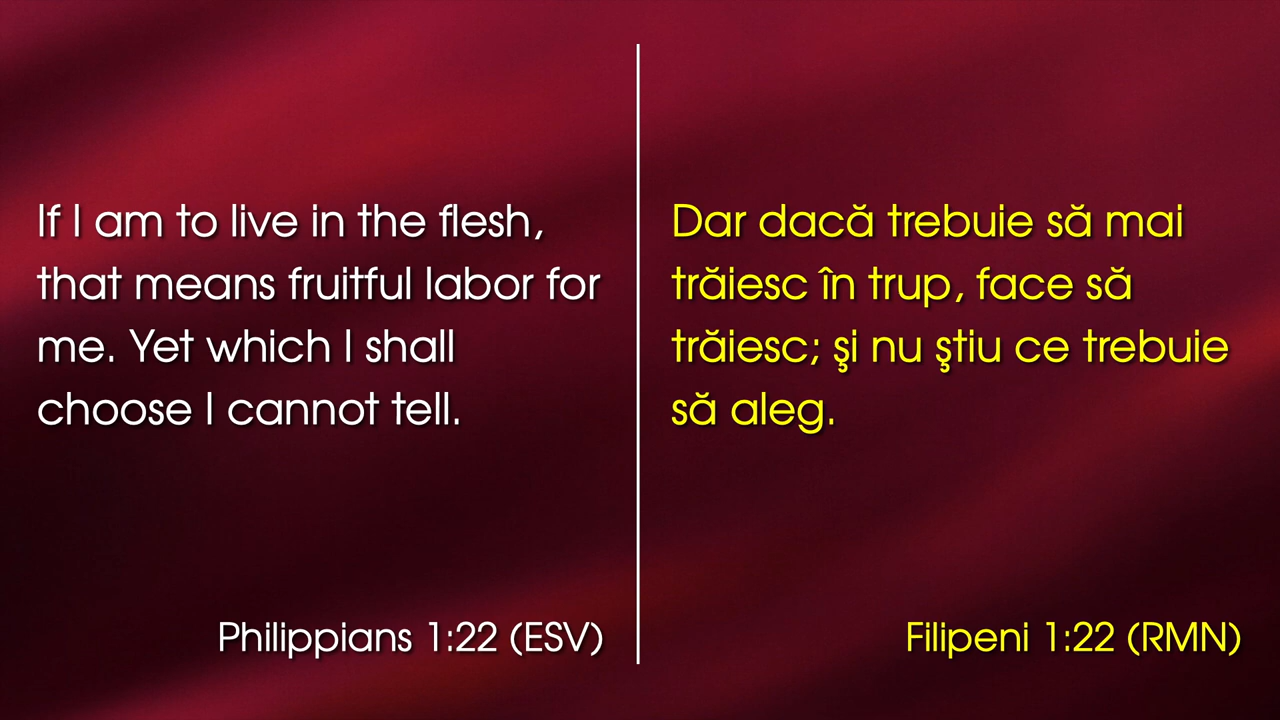 If I am to live in the flesh,
that means fruitful labor for
me. Yet which I shall
choose I cannot tell.
Philippians 1:22 (ESV)
Dar dacă trebuie să mai
trăiesc în trup, face să
trăiesc; şi nu ştiu ce trebuie
să aleg.
Filipeni 1:22 (RMN)